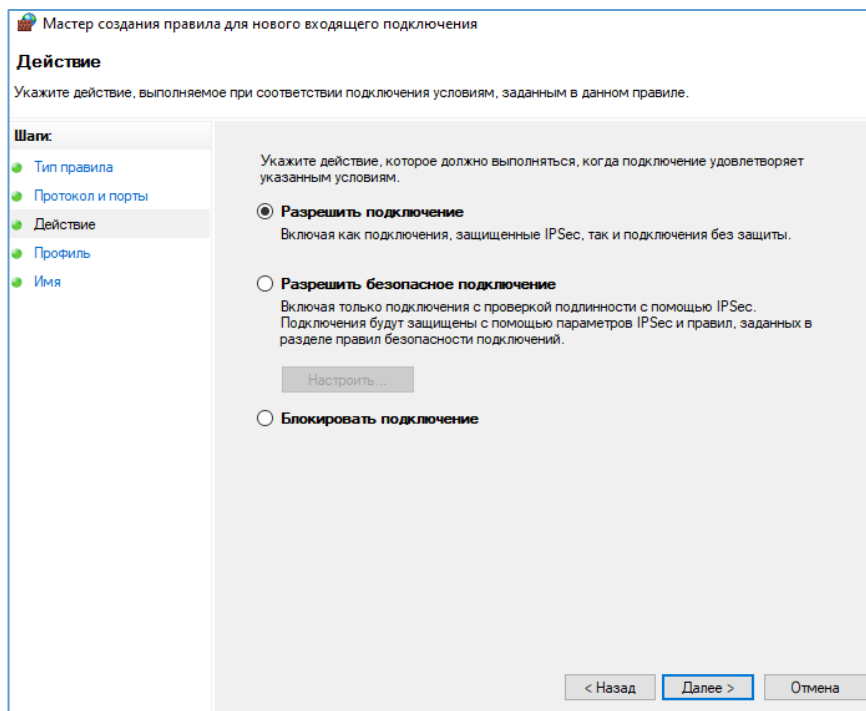 Мастер создания правила для нового входящего подключения
Действие
Укажите действие, выполняемое при соответствии подключения условиям, заданным в данном правиле.
Шаги:
Тип правила
Протокол и порты
Действие
Профиль
Имя
Укажите действие, которое должно выполняться, когда подключение удовлетворяет
указанным условиям.
Разрешить подключение
Включая как подключения, защищенные IPSec, так и подключения без защиты.
Разрешить безопасное подключение
Включая только подключения с проверкой подлинности с помощью IPSec.
Подключения будут защищены с помощью параметров IPSec и правил, заданных в
разделе правил безопасности подключений.
Настроить...
Блокировать подключение
< Назад
Далее >
Отмена